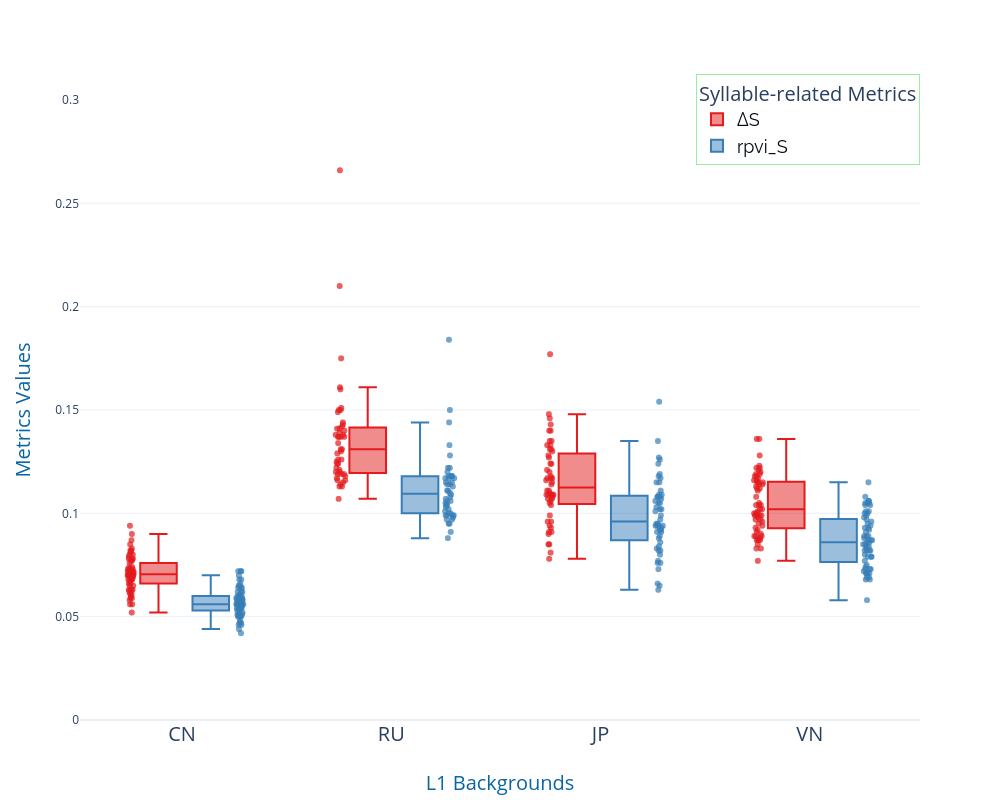 0.3
0.25
0.2
0.15
0.1
0.05
0
Metrics Values
CN
RU
JP
VN
L1 Backgrounds
Syllable-related Metrics
ΔS
rpvi_S